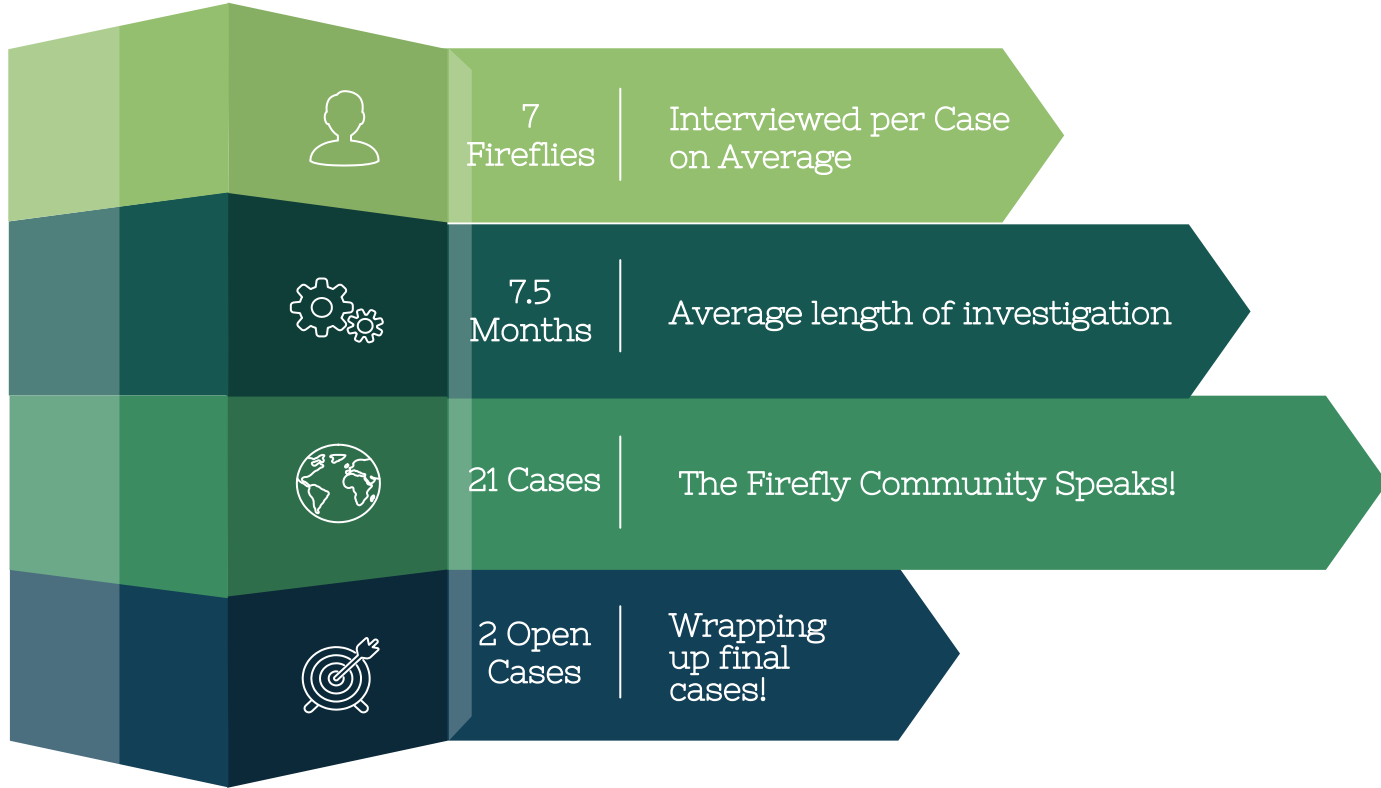 7
Fireflies
Interviewed per Case
on Average
7.5
Months
Average length of investigation
21 Cases
The Firefly Community Speaks!
2 Open
Cases
Wrapping
up final
cases!